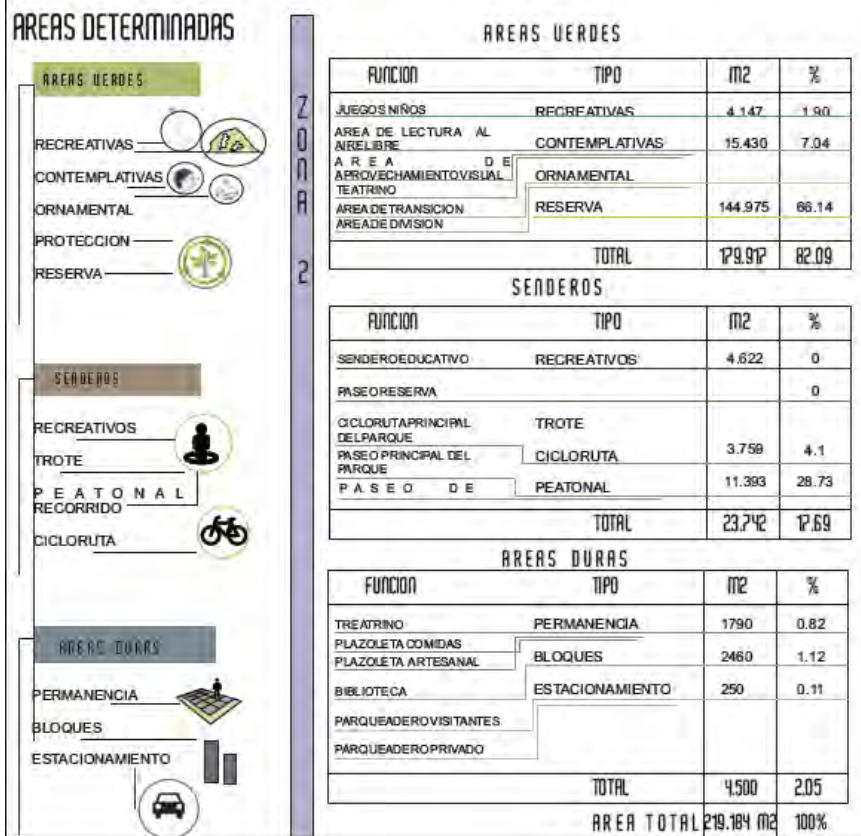 AREAS DETERMINADAS
AREAS VERDES
RECREATIVAS
CONTEMPLATIVAS
ORNAMENTAL
PROTECCION
RESERVA
SENDEROS
RECREATIVOS
TROTE
PEATONAL
RECORRIDO
CICLORUTA
AREAS DURAS
PERMANENCIA
BLOQUES
ESTACIONAMIENTO
ZONA 2
AREAS VERDES
FUNCION TIPO M2 %
JUEGOS NIÑOS RECREATIVAS 4.147 1.90
AREA DE LECTURA AL
AIRELIBRE CONTEMPLATIVAS 15.430 7.04
AREA DE
APROVECHAMIENTOVISUAL ORNAMENTAL
TEATRINO
AREA DE TRANSICION RESERVA 144.975 66.14
AREA DE DIVISION
TOTAL 179.917 82.09
SENDEROS
FUNCION TIPO M2 %
SENDEROEDUCATIVO RECREATIVOS 4.622 0
PASEORESERVA 0
CICLORUTAPRINCIPAL TROTE
DELPARQUE
PASEO PRINCIPAL DEL CICLORUTA 3.759 4.1
PARQUE
PASEO DE PEATONAL 11.393 28.73
TOTAL 23.742 17.69
AREAS DURAS
FUNCION TIPO M2 %
TREATRINO PERMANENCIA 1790 0.82
PLAZOLETA COMIDAS
PLAZOLETA ARTESANAL BLOQUES 2460 1.12
BIBLIOTECA ESTACIONAMIENTO 250 0.11
PARQUEADEROVISITANTES
PARQUEADEROPRIVADO
TOTAL 4.500 2.05
AREA TOTAL 219.184 M2 100%